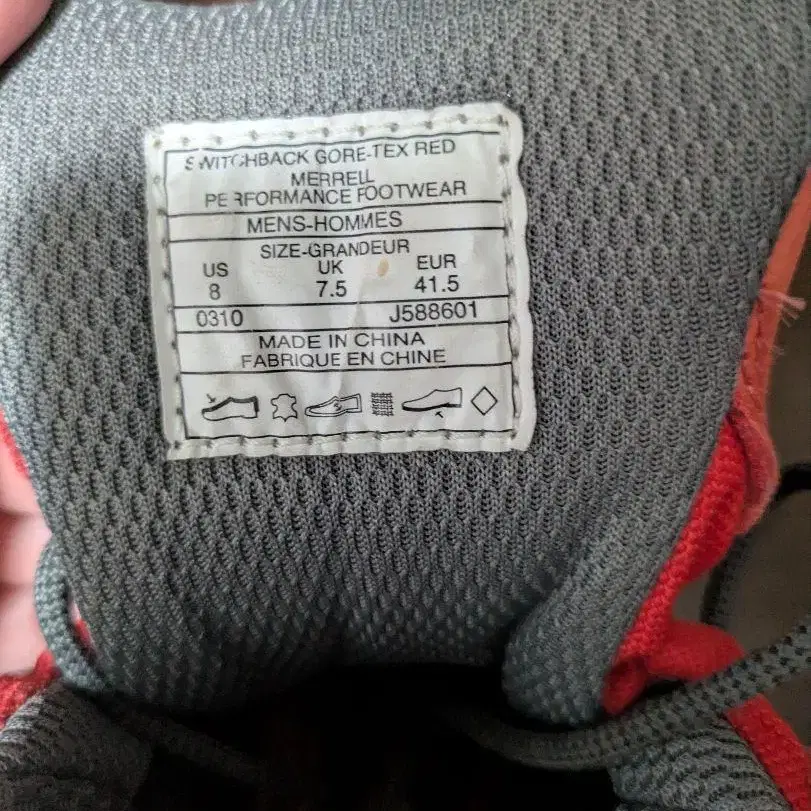 SWITCHBACK GORE-TEX RED
MERRELL
PERFORMANCE FOOTWEAR
MENS-HOMMES
SIZE-GRANDEUR
US UK EUR
8 7.5 41.5
0310 J588601
MADE IN CHINA
FABRIQUE EN CHINE